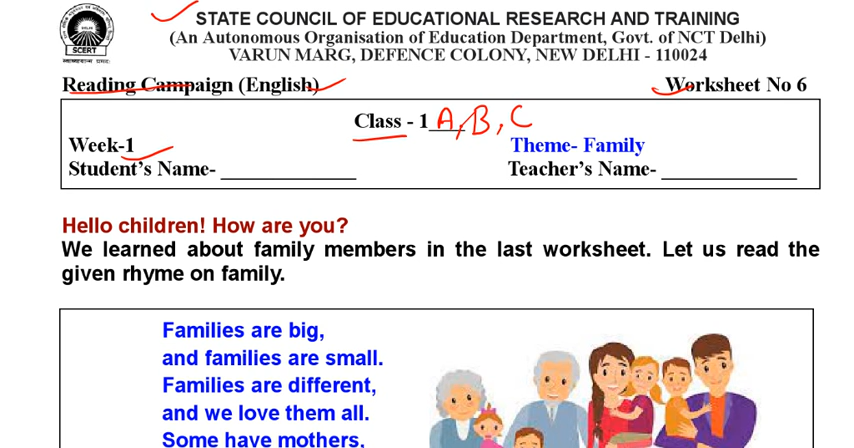 STATE COUNCIL OF EDUCATIONAL RESEARCH AND TRAINING
(An Autonomous Organisation of Education Department, Govt. of NCT Delhi)
VARUN MARG, DEFENCE COLONY, NEW DELHI - 110024
SCERT
Reading Campaign (English) Worksheet No 6
Class - 1 A, B, C
Week-1 Theme- Family
Student's Name- ______________ Teacher's Name- ______________
Hello children! How are you?
We learned about family members in the last worksheet. Let us read the
given rhyme on family.
Families are big,
and families are small.
Families are different,
and we love them all.
Some have mothers,